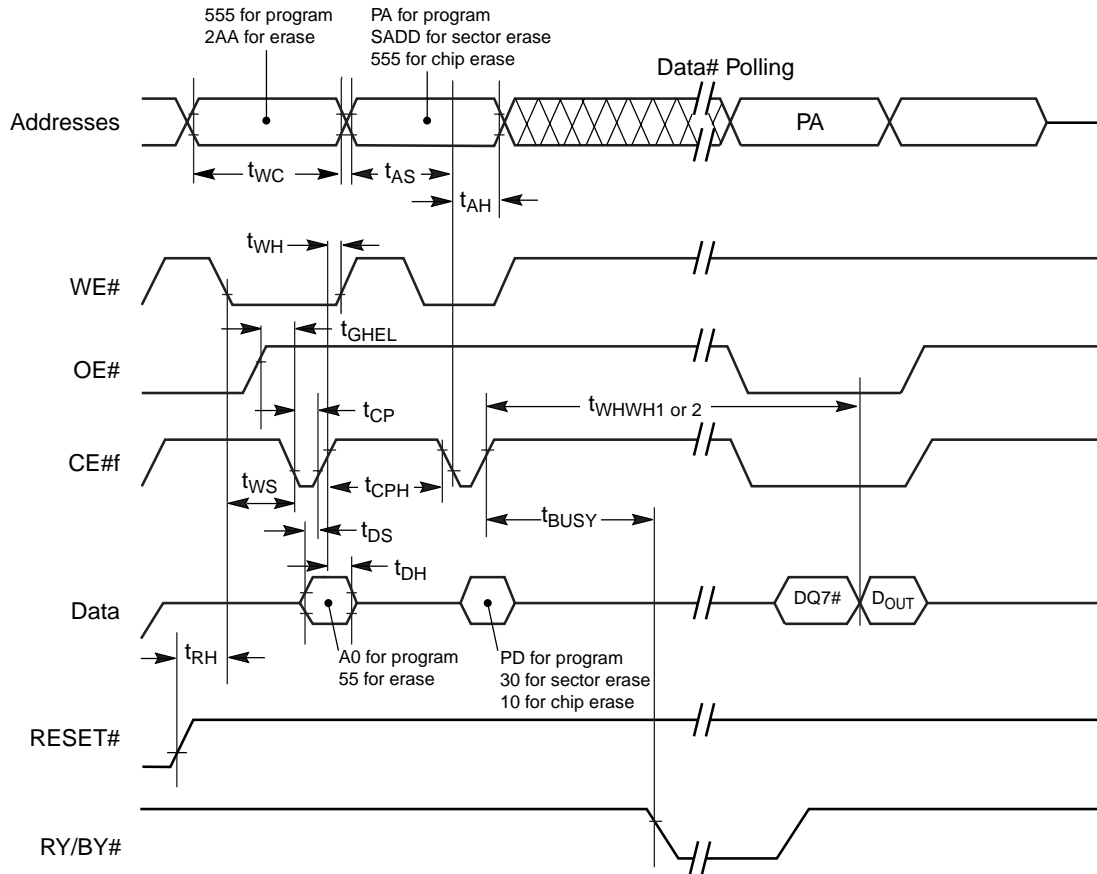 555 for program
2AA for erase
PA for program
SADD for sector erase
555 for chip erase
Data# Polling
Addresses
PA
tWC
tAS
tAH
tWH
WE#
tGHEL
OE#
tCP
tWHWH1 or 2
CE#f
tWS
tCPH
tBUSY
tDS
tDH
Data
DQ7#
DOUT
tRH
A0 for program
55 for erase
PD for program
30 for sector erase
10 for chip erase
RESET#
RY/BY#